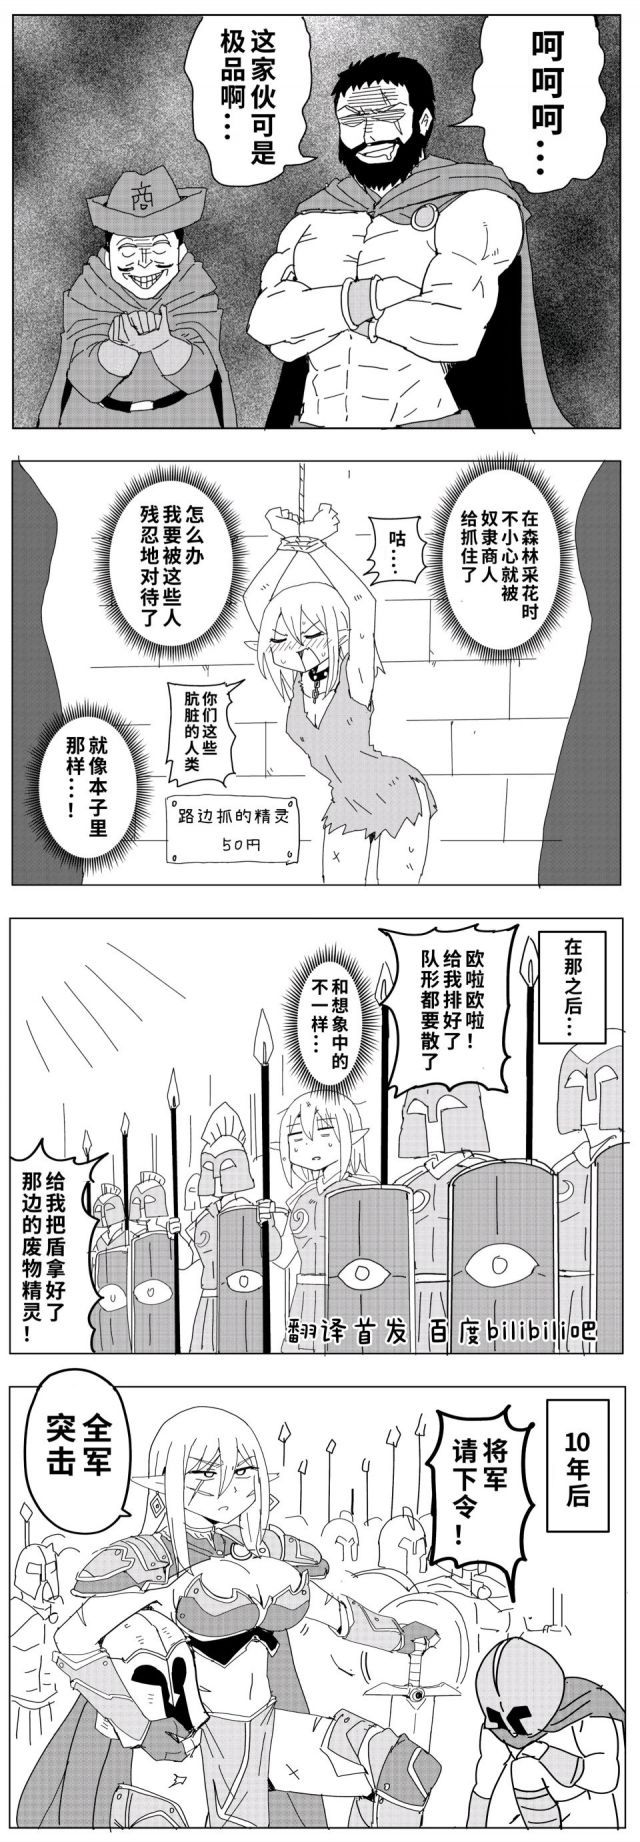 呵呵呵…
这家伙可是
极品啊…
商
在森林采花时
不小心就被
奴隶商人
给抓住了
咕…
怎么办
我要被这些人
残忍地对待了
你们这些
肮脏的人类
就像本子里
那样…！
路边抓的精灵
50円
在那之后…
欧啦欧啦！
给我排好了
队形都要散了
和想象中的
不一样…
给我把盾拿好了
那边的废物精灵！
翻译首发 百度bilibili吧
10年后
将军
请下令！
全军
突击